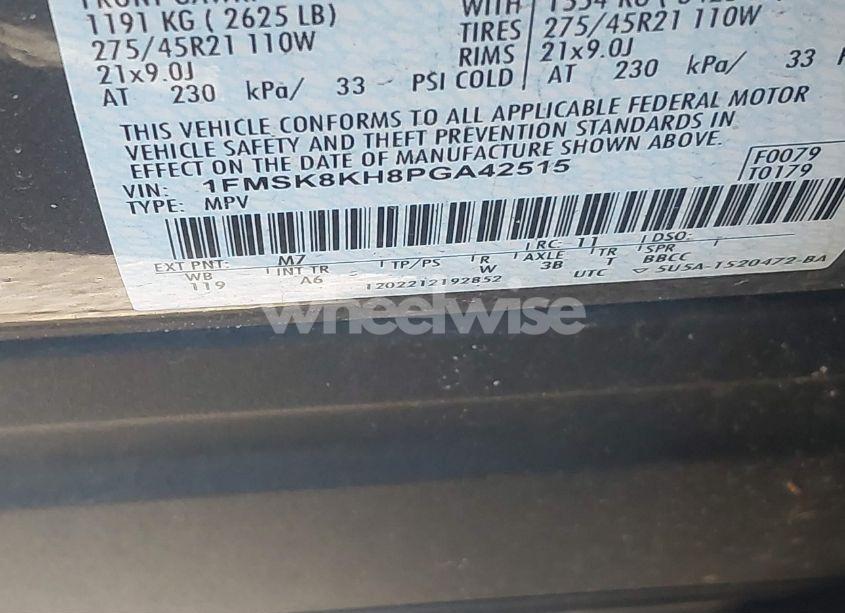 1191 KG ( 2625 LB)
275/45R21 110W
21x9.0J
AT 230 kPa/ 33 PSI COLD
WITH
TIRES 275/45R21 110W
RIMS 21x9.0J
AT 230 kPa/ 33
THIS VEHICLE CONFORMS TO ALL APPLICABLE FEDERAL MOTOR
VEHICLE SAFETY AND THEFT PREVENTION STANDARDS IN
EFFECT ON THE DATE OF MANUFACTURE SHOWN ABOVE.
VIN: 1FMSK8KH8PGA42515
TYPE: MPV
F0079
T0179
EXT PNT: M7 RC: 11 DSO:
WB INT TR TP/PS R AXLE TR SPR
119 A6 W 3B T BBCC
1202212192852 UTC 5U5A-1520472-BA
wheelwise